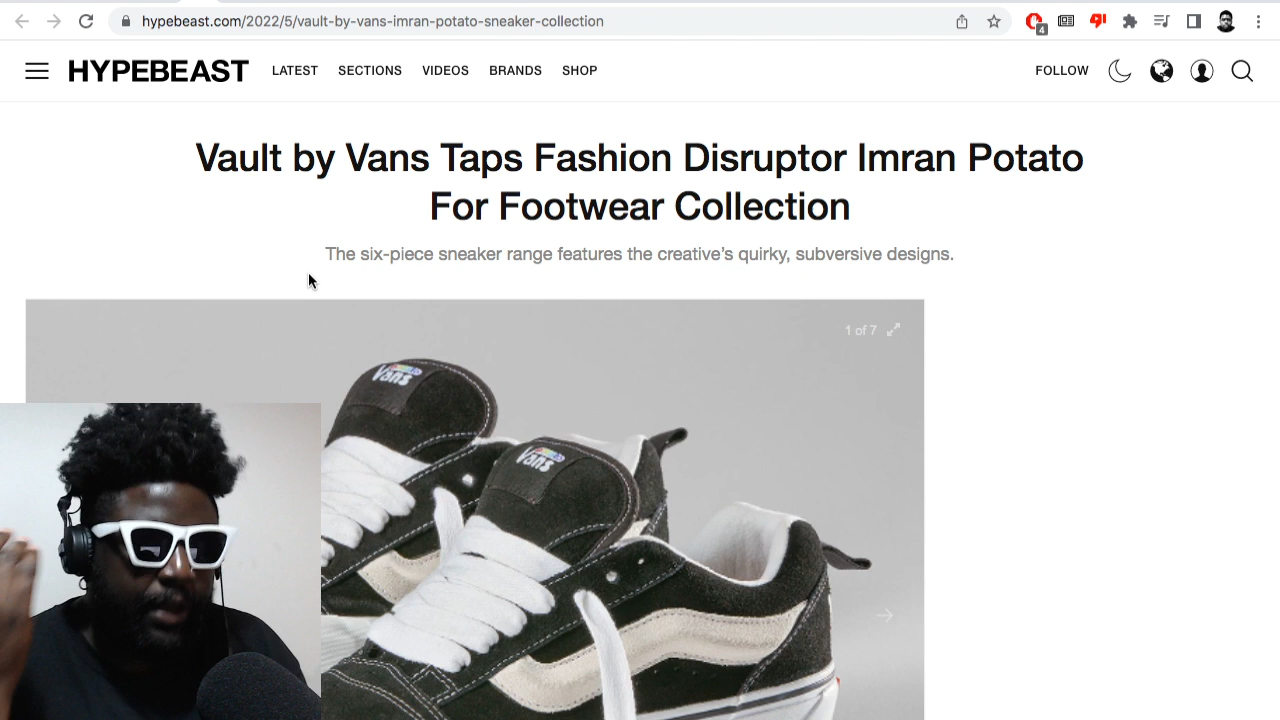 hypebeast.com/2022/5/vault-by-vans-imran-potato-sneaker-collection
4
HYPEBEAST LATEST SECTIONS VIDEOS BRANDS SHOP FOLLOW
Vault by Vans Taps Fashion Disruptor Imran Potato
For Footwear Collection
The six-piece sneaker range features the creative's quirky, subversive designs.
1 of 7
Vans
Vans